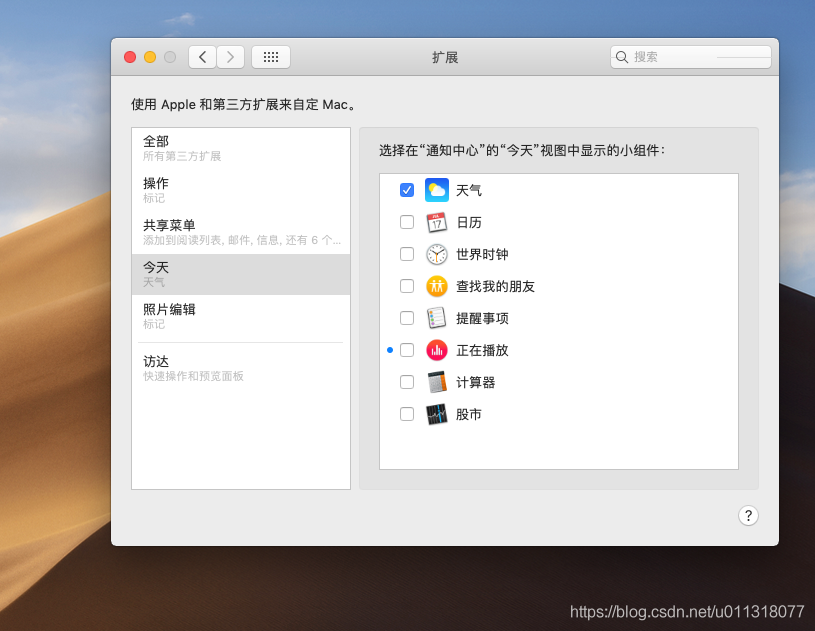 扩展
搜索
使用 Apple 和第三方扩展来自定 Mac。
全部
所有第三方扩展
操作
标记
共享菜单
添加到阅读列表, 邮件, 信息, 还有 6 个...
今天
天气
照片编辑
标记
访达
快速操作和预览面板
选择在“通知中心”的“今天”视图中显示的小组件：
天气
17
日历
世界时钟
查找我的朋友
提醒事项
正在播放
计算器
股市
?
https://blog.csdn.net/u011318077